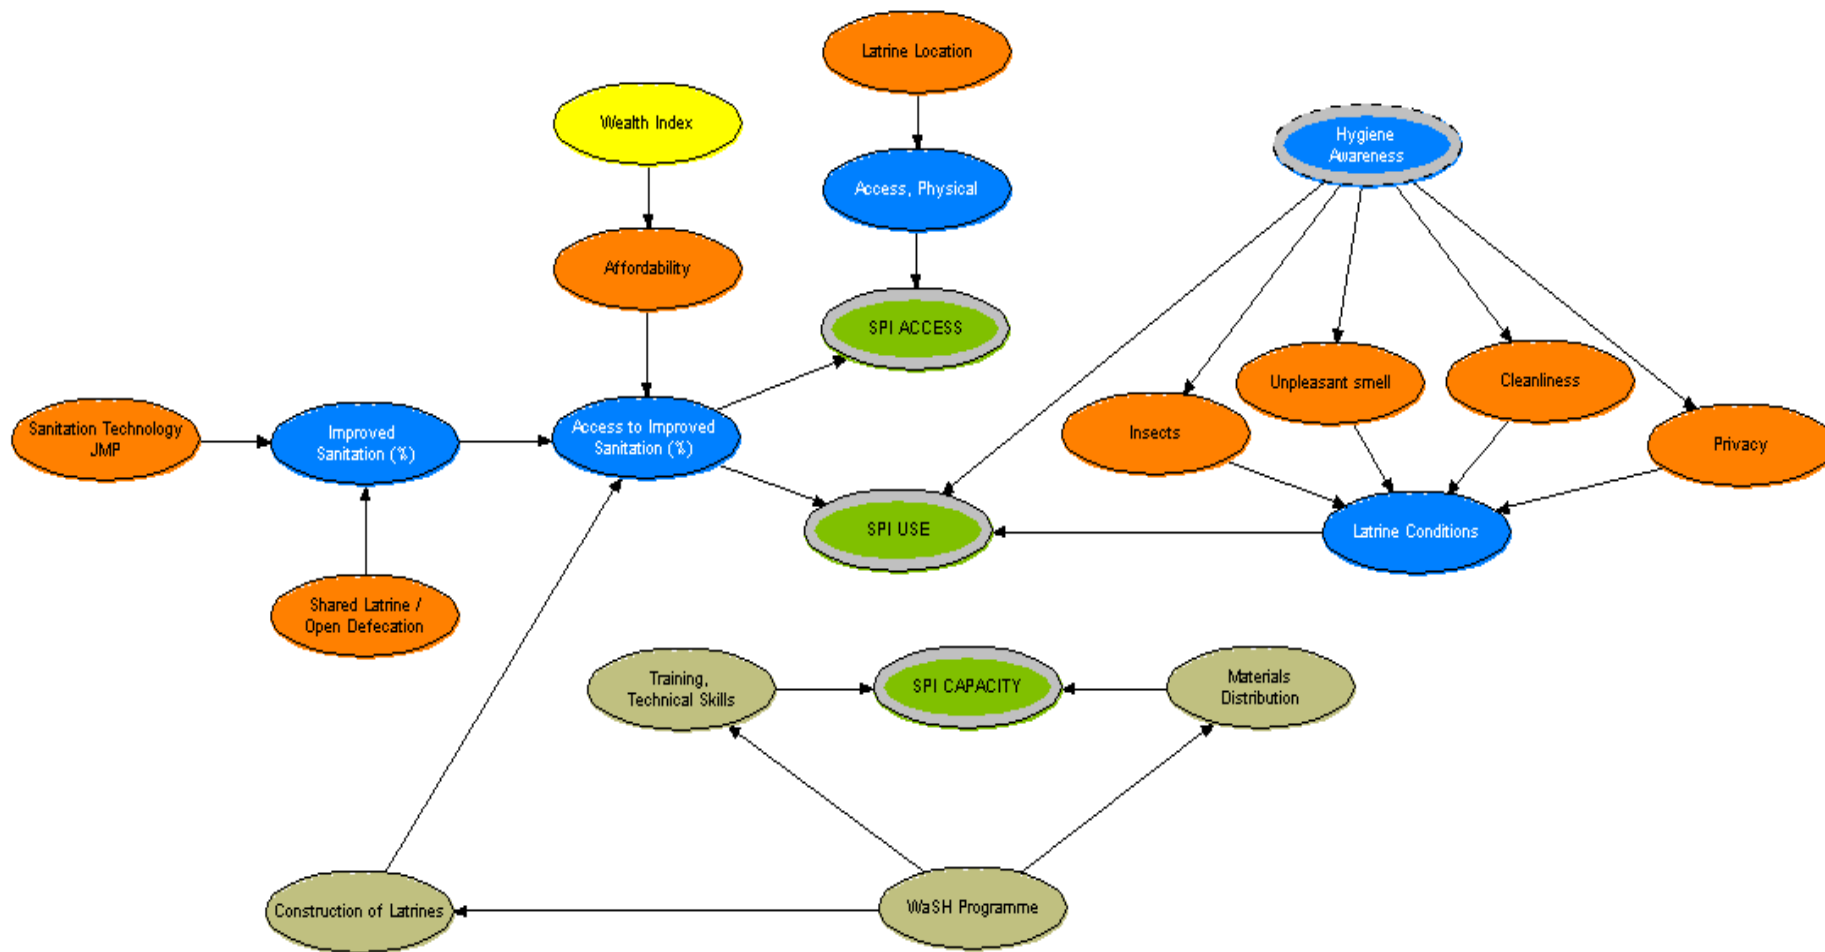 Latrine Location
Wealth Index
Hygiene
Awareness
Access, Physical
Affordability
SPI ACCESS
Unpleasant smell
Cleanliness
Sanitation Technology
JMP
Improved
Sanitation (%)
Access to Improved
Sanitation (%)
Insects
Privacy
SPI USE
Latrine Conditions
Shared Latrine /
Open Defecation
Training,
Technical Skills
SPI CAPACITY
Materials
Distribution
Construction of Latrines
WaSH Programme